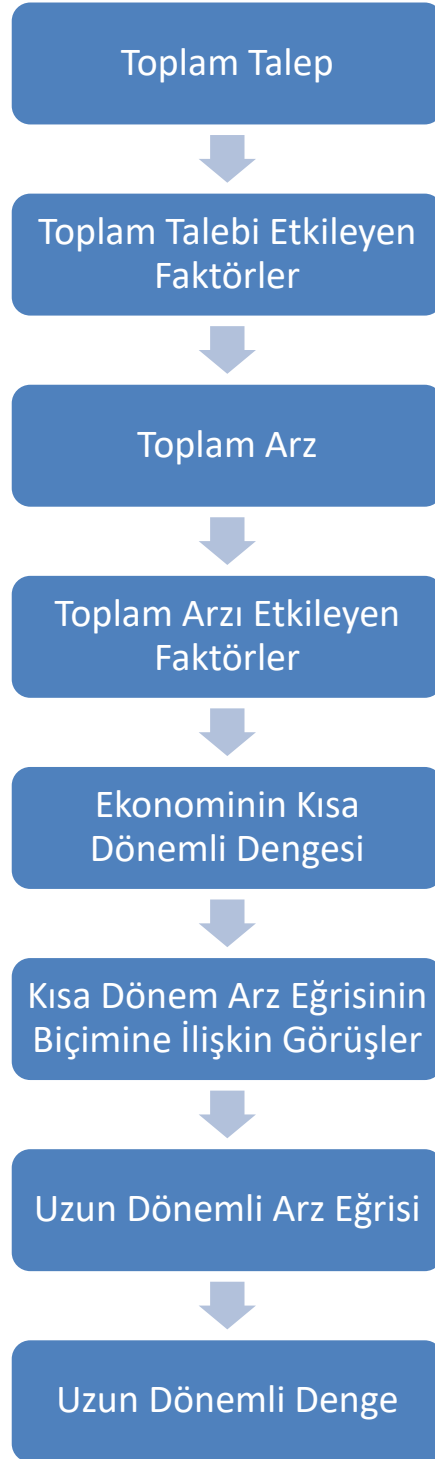 Toplam Talep
Toplam Talebi Etkileyen
Faktörler
Toplam Arz
Toplam Arzı Etkileyen
Faktörler
Ekonominin Kısa
Dönemli Dengesi
Kısa Dönem Arz Eğrisinin
Biçimine İlişkin Görüşler
Uzun Dönemli Arz Eğrisi
Uzun Dönemli Denge